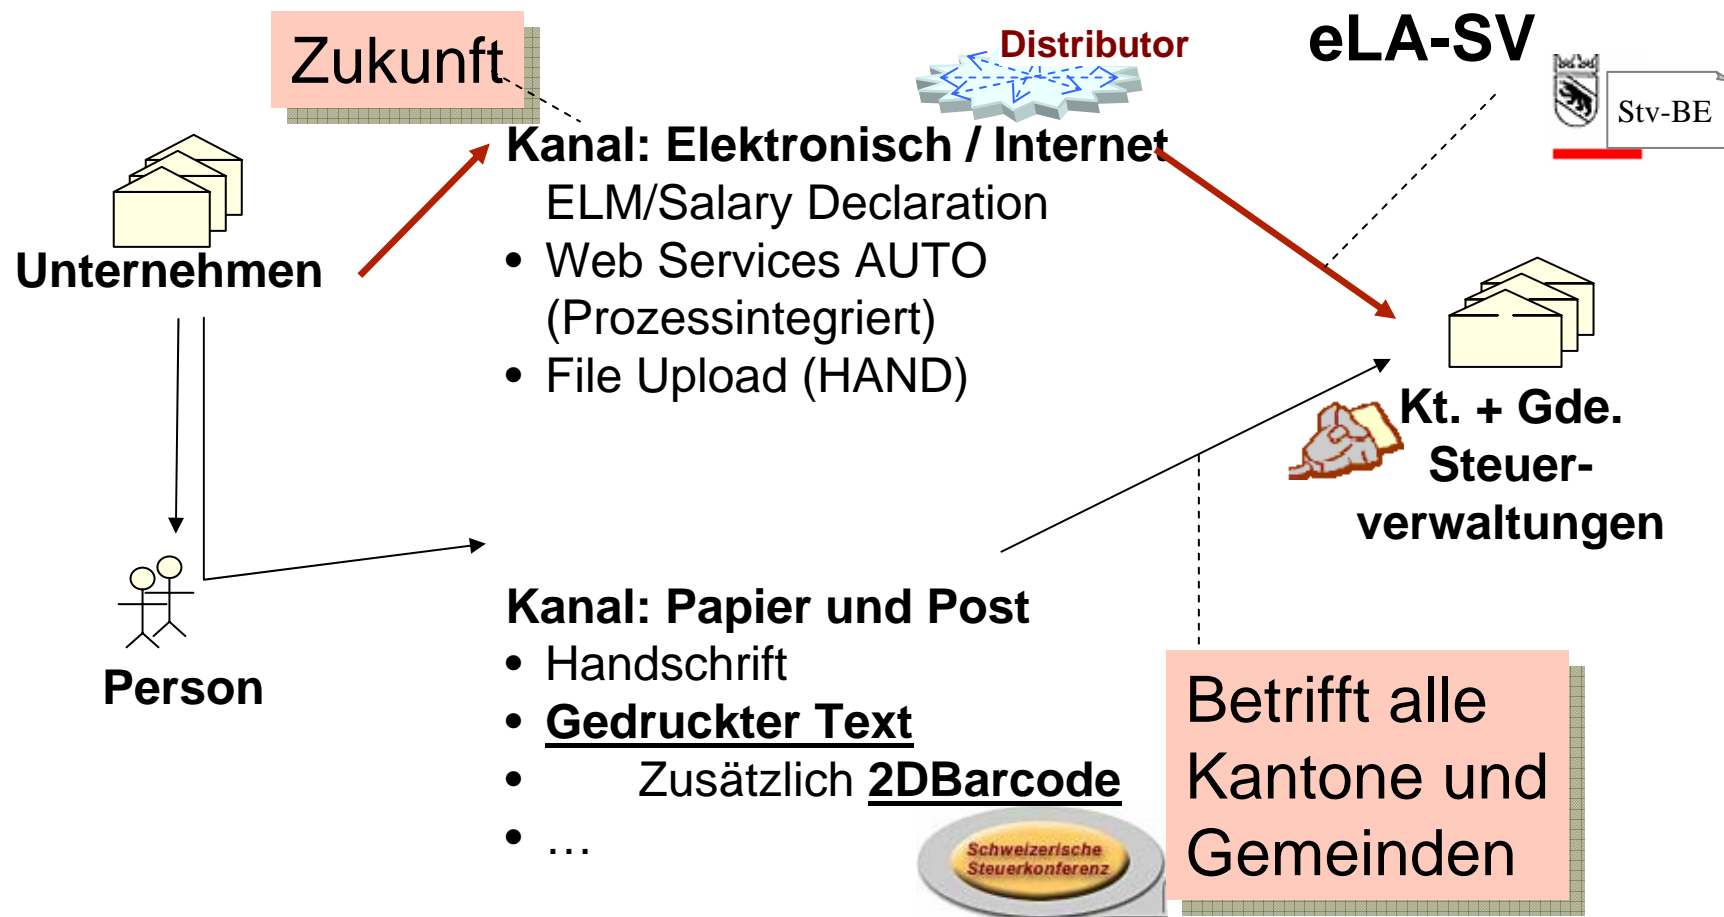 Zukunft
Distributor
eLA-SV
Stv-BE
Kanal: Elektronisch / Internet
ELM/Salary Declaration
• Web Services AUTO
(Prozessintegriert)
• File Upload (HAND)
Unternehmen
Kt. + Gde.
Steuer-
verwaltungen
Person
Kanal: Papier und Post
• Handschrift
• Gedruckter Text
• Zusätzlich 2DBarcode
• …
Schweizerische
Steuerkonferenz
Betrifft alle
Kantone und
Gemeinden